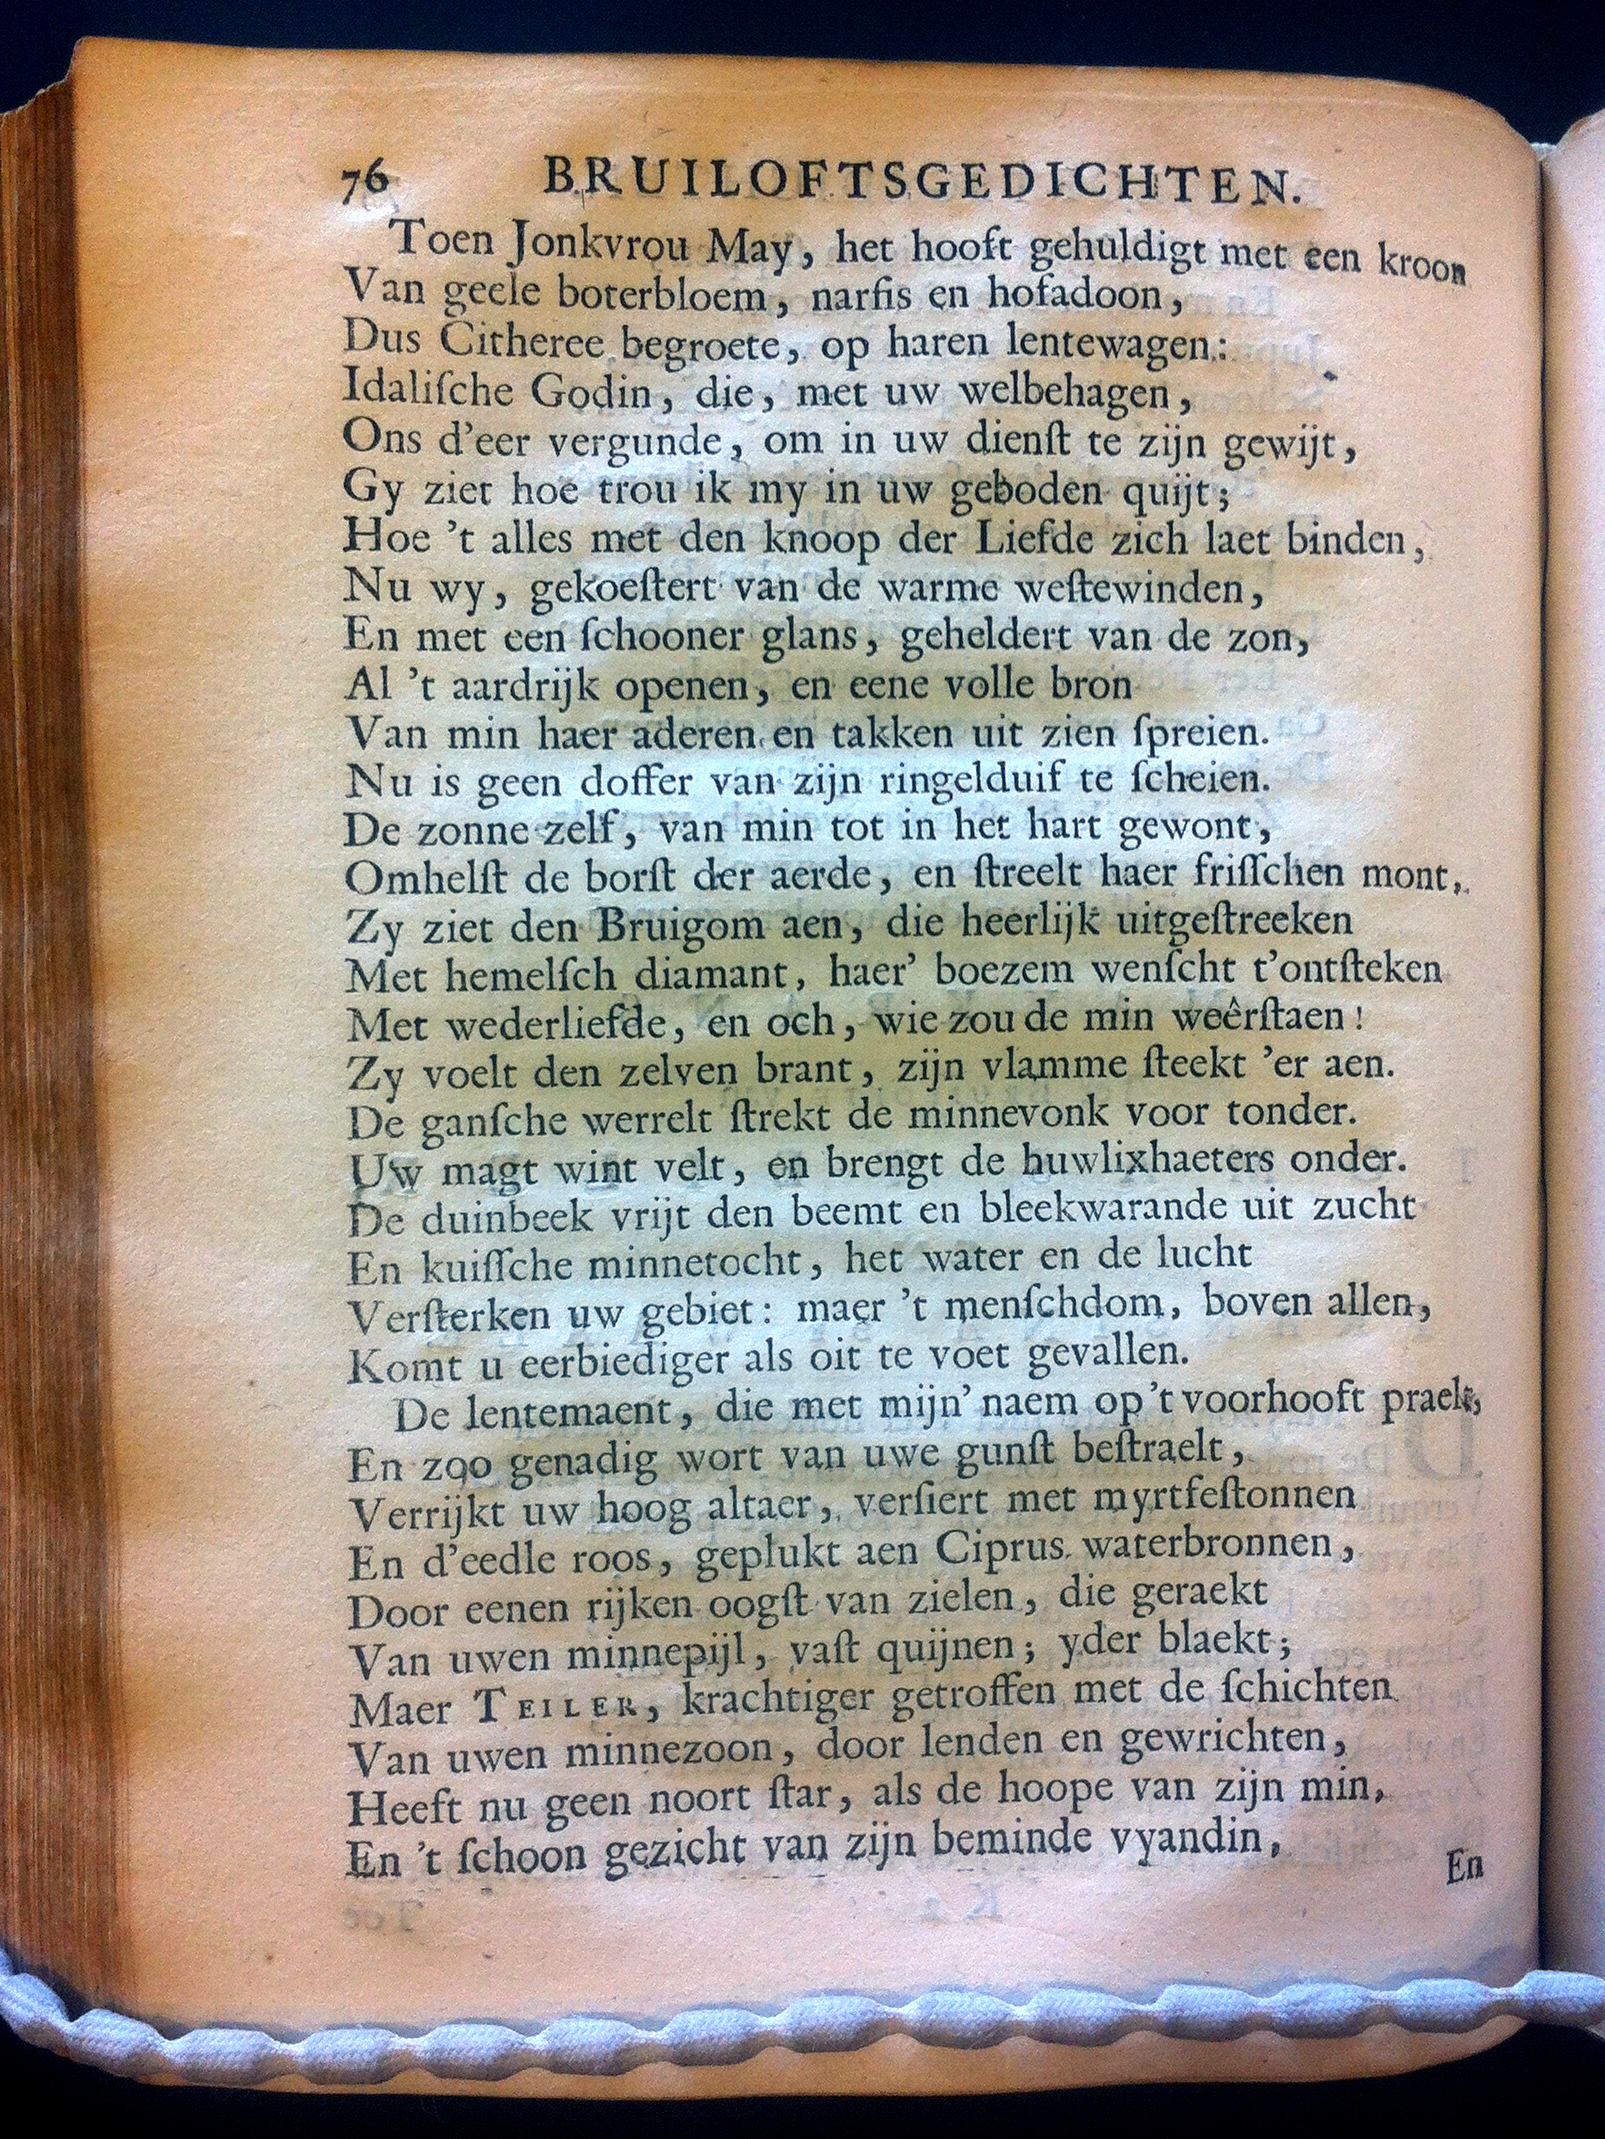 76 BRUILOFTSGEDICHTEN.
Toen Jonkvrou May, het hooft gehuldigt met een kroon
Van geele boterbloem, narſis en hofadoon,
Dus Citheree begroete, op haren lentewagen:
Idaliſche Godin, die, met uw welbehagen,
Ons d'eer vergunde, om in uw dienſt te zijn gewijt,
Gy ziet hoe trou ik my in uw geboden quijt;
Hoe 't alles met den knoop der Liefde zich laet binden,
Nu wy, gekoeſtert van de warme weſtewinden,
En met een ſchooner glans, geheldert van de zon,
Al 't aardrijk openen, en eene volle bron
Van min haer aderen en takken uit zien ſpreien.
Nu is geen doffer van zijn ringelduif te ſcheien.
De zonne zelf, van min tot in het hart gewont,
Omhelſt de borſt der aerde, en ſtreelt haer friſſchen mont,
Zy ziet den Bruigom aen, die heerlijk uitgeſtreeken
Met hemelſch diamant, haer' boezem wenſcht t'ontſteken
Met wederliefde, en och, wie zou de min weêrſtaen!
Zy voelt den zelven brant, zijn vlamme ſteekt 'er aen.
De ganſche werrelt ſtrekt de minnevonk voor tonder.
Uw magt wint velt, en brengt de huwlixhaeters onder.
De duinbeek vrijt den beemt en bleekwarande uit zucht
En kuiſſche minnetocht, het water en de lucht
Verſterken uw gebiet: maer 't menſchdom, boven allen,
Komt u eerbiediger als oit te voet gevallen.
De lentemaent, die met mijn' naem op 't voorhooft praelt,
En zoo genadig wort van uwe gunſt beſtraelt,
Verrijkt uw hoog altaer, verſiert met myrtfeſtonnen
En d'eedle roos, geplukt aen Ciprus waterbronnen,
Door eenen rijken oogſt van zielen, die geraekt
Van uwen minnepijl, vaſt quijnen; yder blaekt;
Maer TEILER, krachtiger getroffen met de ſchichten
Van uwen minnezoon, door lenden en gewrichten,
Heeft nu geen noort ſtar, als de hoope van zijn min,
En 't ſchoon gezicht van zijn beminde vyandin,
En